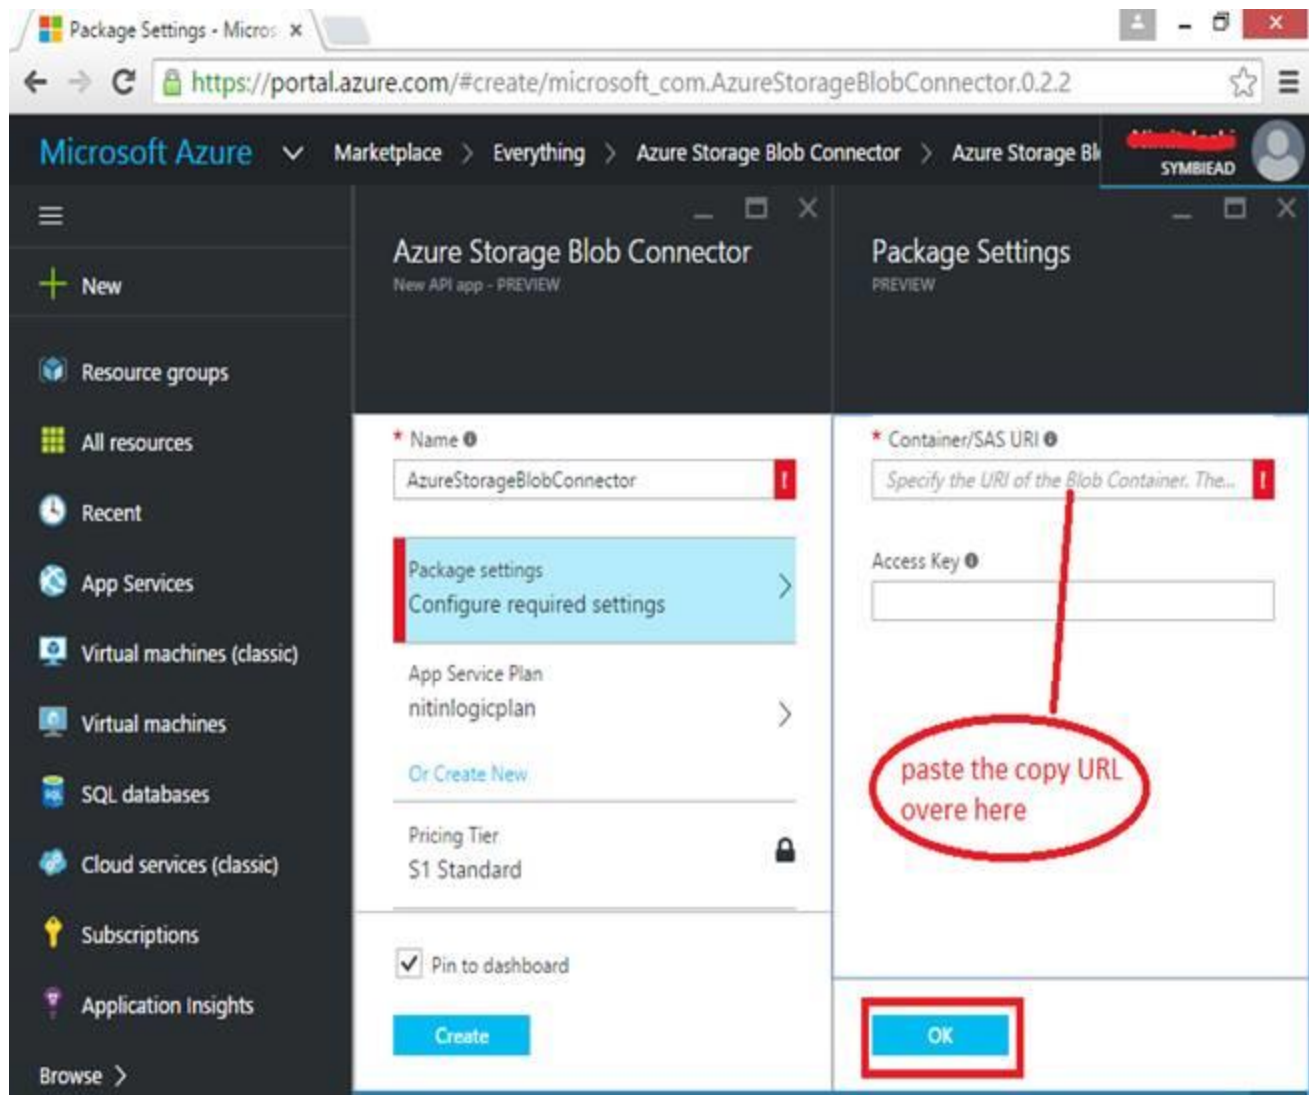 Package Settings - Micros
https://portal.azure.com/#create/microsoft_com.AzureStorageBlobConnector.0.2.2
Microsoft Azure
Marketplace > Everything > Azure Storage Blob Connector > Azure Storage Bl
SYMBIEAD
New
Resource groups
All resources
Recent
App Services
Virtual machines (classic)
Virtual machines
SQL databases
Cloud services (classic)
Subscriptions
Application Insights
Browse >
Azure Storage Blob Connector
New API app - PREVIEW
* Name
AzureStorageBlobConnector
!
Package settings
Configure required settings
App Service Plan
nitinlogicplan
Or Create New
Pricing Tier
S1 Standard
Pin to dashboard
Create
Package Settings
PREVIEW
* Container/SAS URI
Specify the URI of the Blob Container. The...
!
Access Key
paste the copy URL
overe here
OK